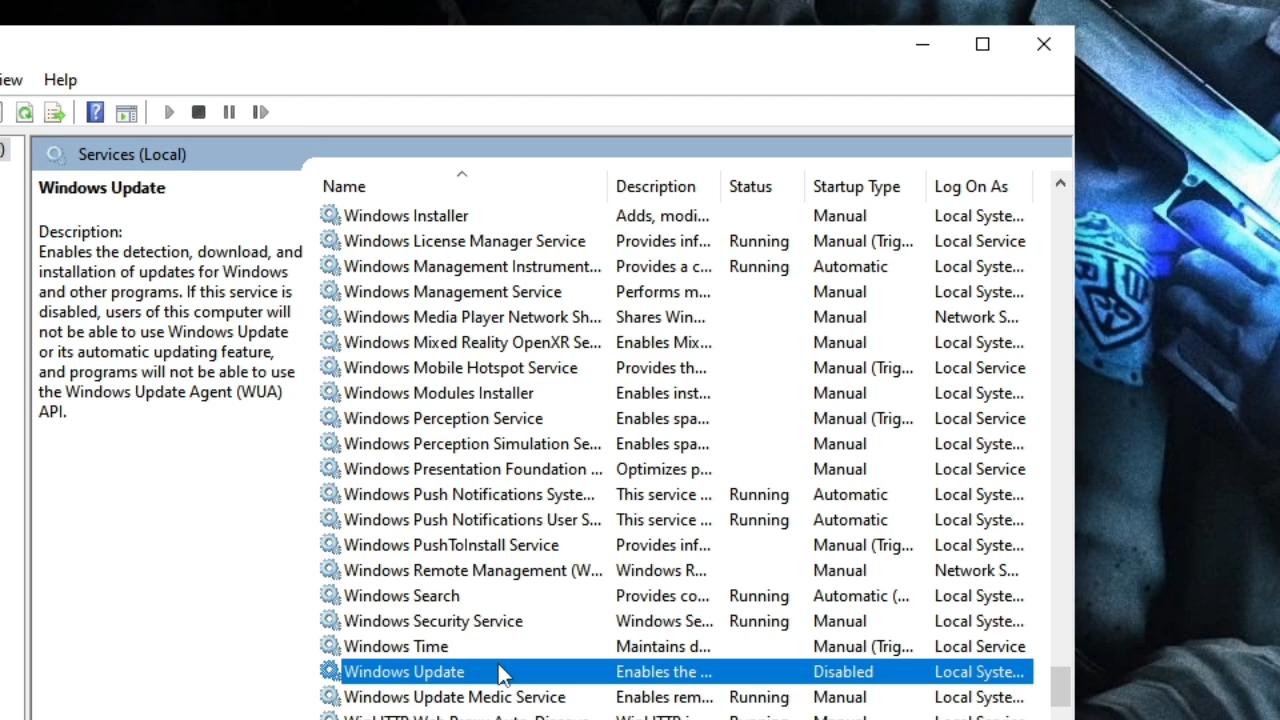 iew Help
Services (Local)
Windows Update
Description:
Enables the detection, download, and
installation of updates for Windows
and other programs. If this service is
disabled, users of this computer will
not be able to use Windows Update
or its automatic updating feature,
and programs will not be able to use
the Windows Update Agent (WUA)
API.
Name Description Status Startup Type Log On As
Windows Installer Adds, modi... Manual Local Syste...
Windows License Manager Service Provides inf... Running Manual (Trig... Local Service
Windows Management Instrument... Provides a c... Running Automatic Local Syste...
Windows Management Service Performs m... Manual Local Syste...
Windows Media Player Network Sh... Shares Win... Manual Network S...
Windows Mixed Reality OpenXR Se... Enables Mix... Manual Local Syste...
Windows Mobile Hotspot Service Provides th... Manual (Trig... Local Service
Windows Modules Installer Enables inst... Manual Local Syste...
Windows Perception Service Enables spa... Manual (Trig... Local Service
Windows Perception Simulation Se... Enables spa... Manual Local Syste...
Windows Presentation Foundation ... Optimizes p... Manual Local Service
Windows Push Notifications Syste... This service ... Running Automatic Local Syste...
Windows Push Notifications User S... This service ... Running Automatic Local Syste...
Windows PushToInstall Service Provides inf... Manual (Trig... Local Syste...
Windows Remote Management (W... Windows R... Manual Network S...
Windows Search Provides co... Running Automatic (... Local Syste...
Windows Security Service Windows Se... Running Manual Local Syste...
Windows Time Maintains d... Manual (Trig... Local Service
Windows Update Enables the ... Disabled Local Syste...
Windows Update Medic Service Enables rem... Running Manual Local Syste...